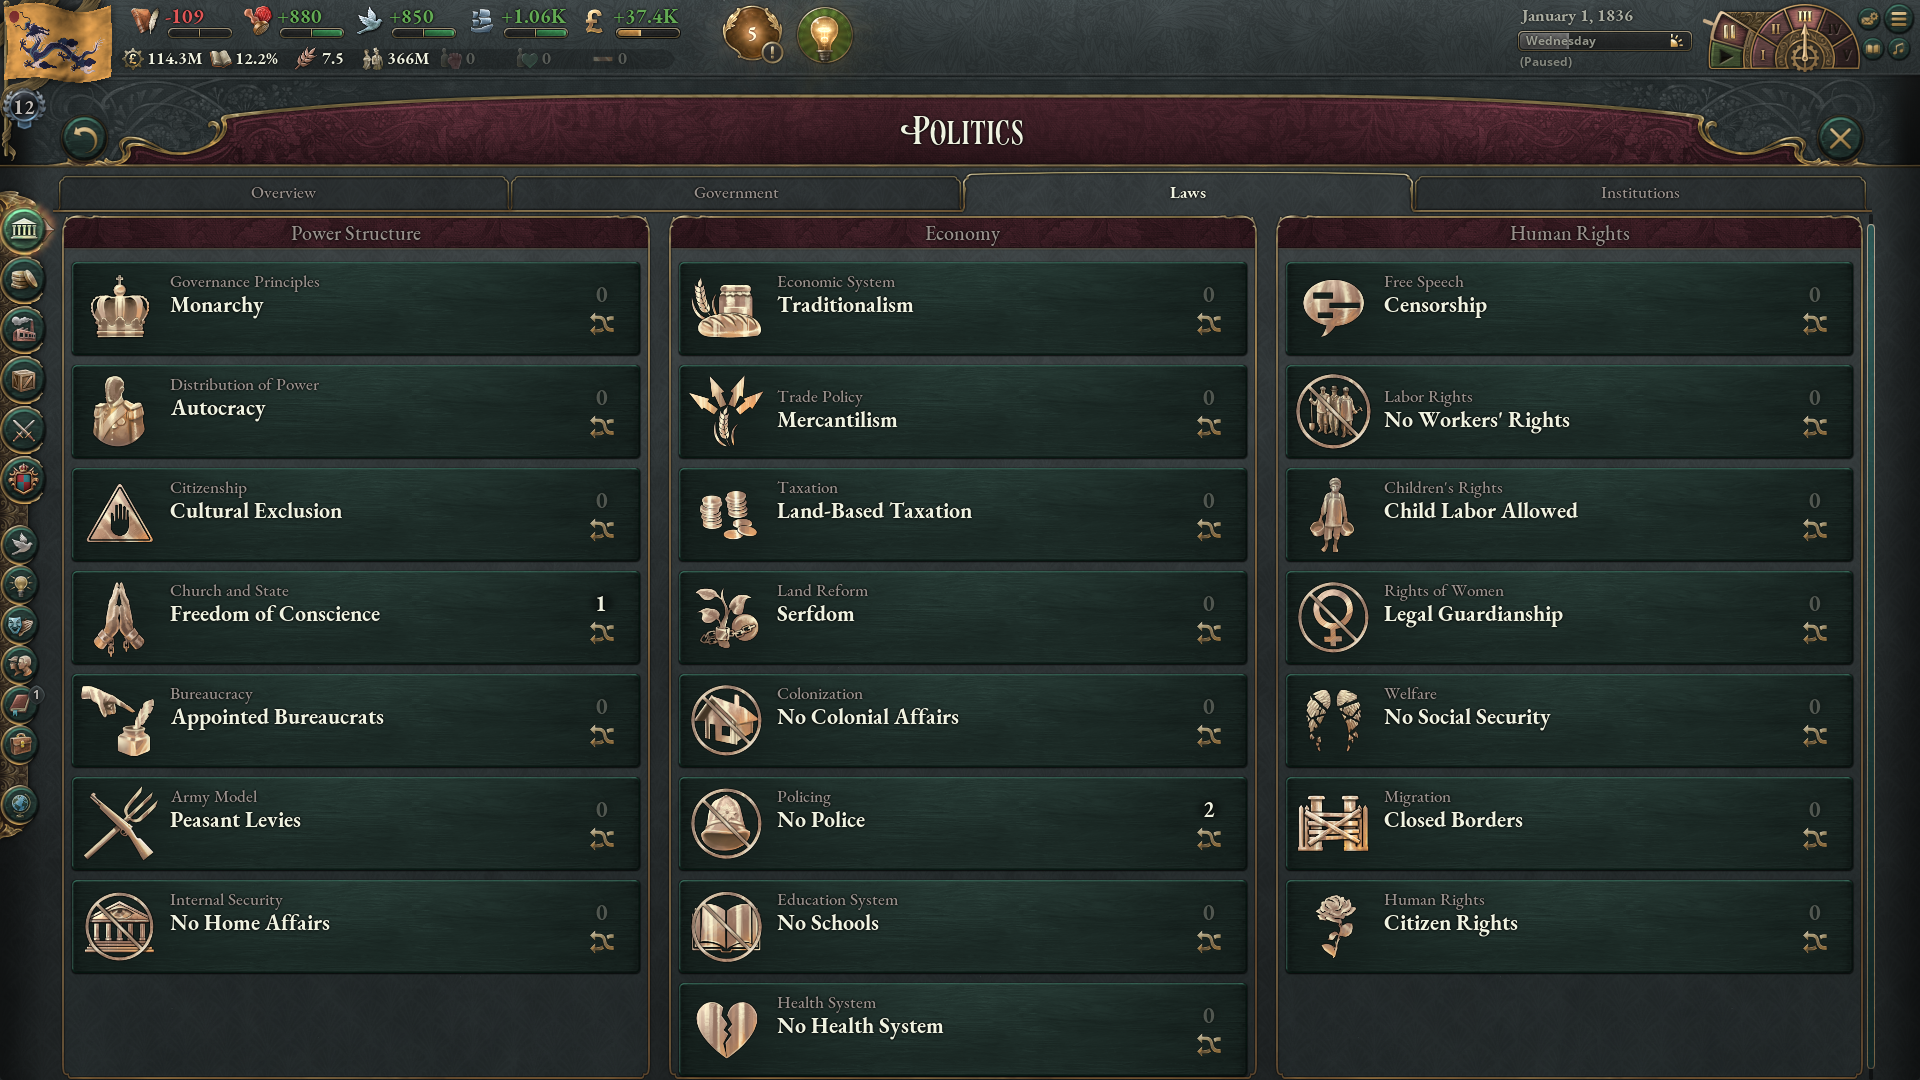 -109 +880 +850 +1.06K +37.4K
114.3M 12.2% 7.5 366M 0 0 0
5
January 1, 1836
Wednesday
(Paused)
I II III IV V
12
Politics
Overview Government Laws Institutions
Power Structure
Governance Principles
Monarchy
0
Distribution of Power
Autocracy
0
Citizenship
Cultural Exclusion
0
Church and State
Freedom of Conscience
1
Bureaucracy
Appointed Bureaucrats
0
Army Model
Peasant Levies
0
Internal Security
No Home Affairs
0
Economy
Economic System
Traditionalism
0
Trade Policy
Mercantilism
0
Taxation
Land-Based Taxation
0
Land Reform
Serfdom
0
Colonization
No Colonial Affairs
0
Policing
No Police
2
Education System
No Schools
0
Health System
No Health System
0
Human Rights
Free Speech
Censorship
0
Labor Rights
No Workers' Rights
0
Children's Rights
Child Labor Allowed
0
Rights of Women
Legal Guardianship
0
Welfare
No Social Security
0
Migration
Closed Borders
0
Human Rights
Citizen Rights
0
1